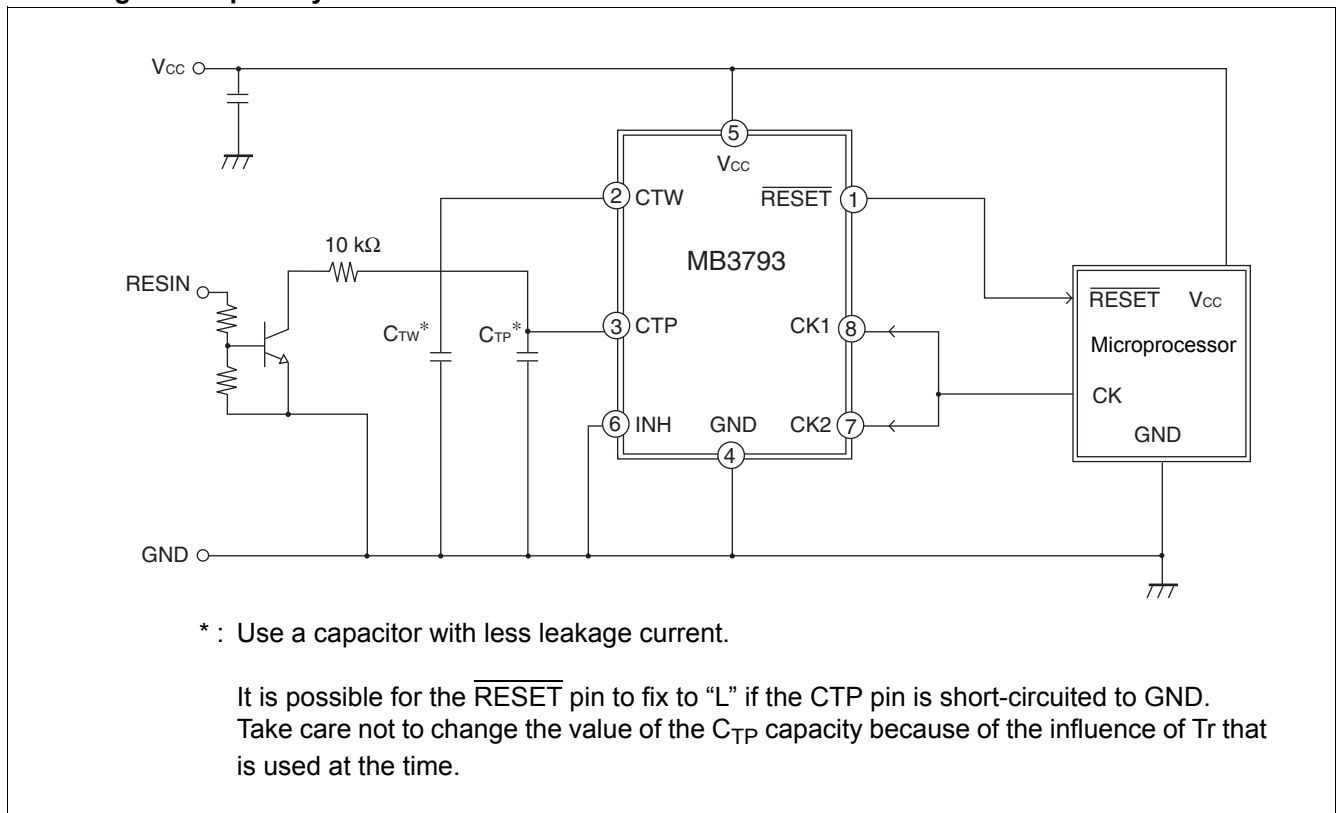 Vcc
5
Vcc
2 CTW
RESET 1
10 kΩ
MB3793
RESIN
RESET Vcc
CTW*
CTP*
3 CTP
CK1 8
Microprocessor
CK
6 INH
GND
CK2 7
GND
4
GND
* : Use a capacitor with less leakage current.
It is possible for the RESET pin to fix to “L” if the CTP pin is short-circuited to GND.
Take care not to change the value of the CTP capacity because of the influence of Tr that
is used at the time.